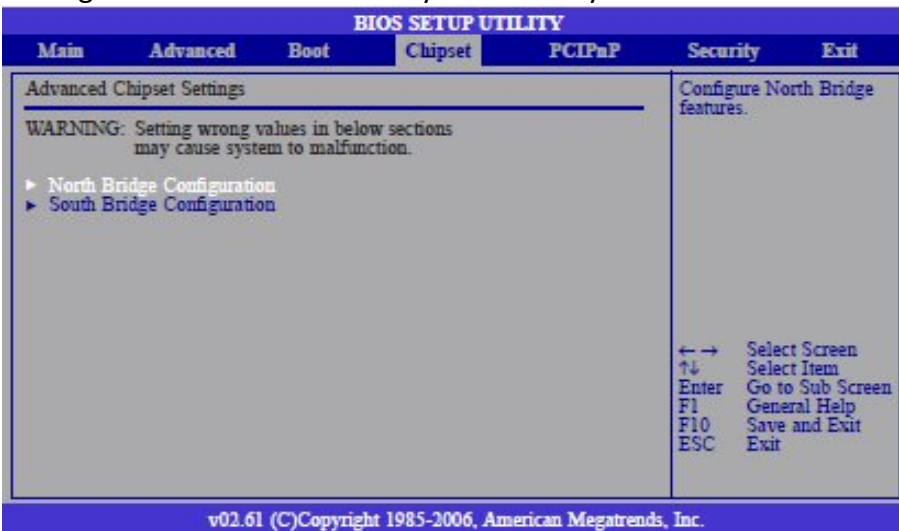 BIOS SETUP UTILITY
Main Advanced Boot Chipset PCIPnP Security Exit
Advanced Chipset Settings
WARNING: Setting wrong values in below sections
may cause system to malfunction.
► North Bridge Configuration
► South Bridge Configuration
Configure North Bridge
features.
←→ Select Screen
↑↓ Select Item
Enter Go to Sub Screen
F1 General Help
F10 Save and Exit
ESC Exit
v02.61 (C)Copyright 1985-2006, American Megatrends, Inc.